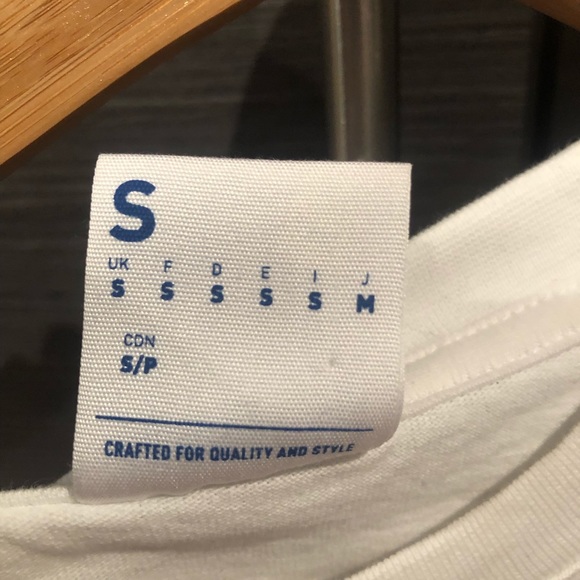 S
UK F D E I J
S S S S S M
CDN
S/P
CRAFTED FOR QUALITY AND STYLE